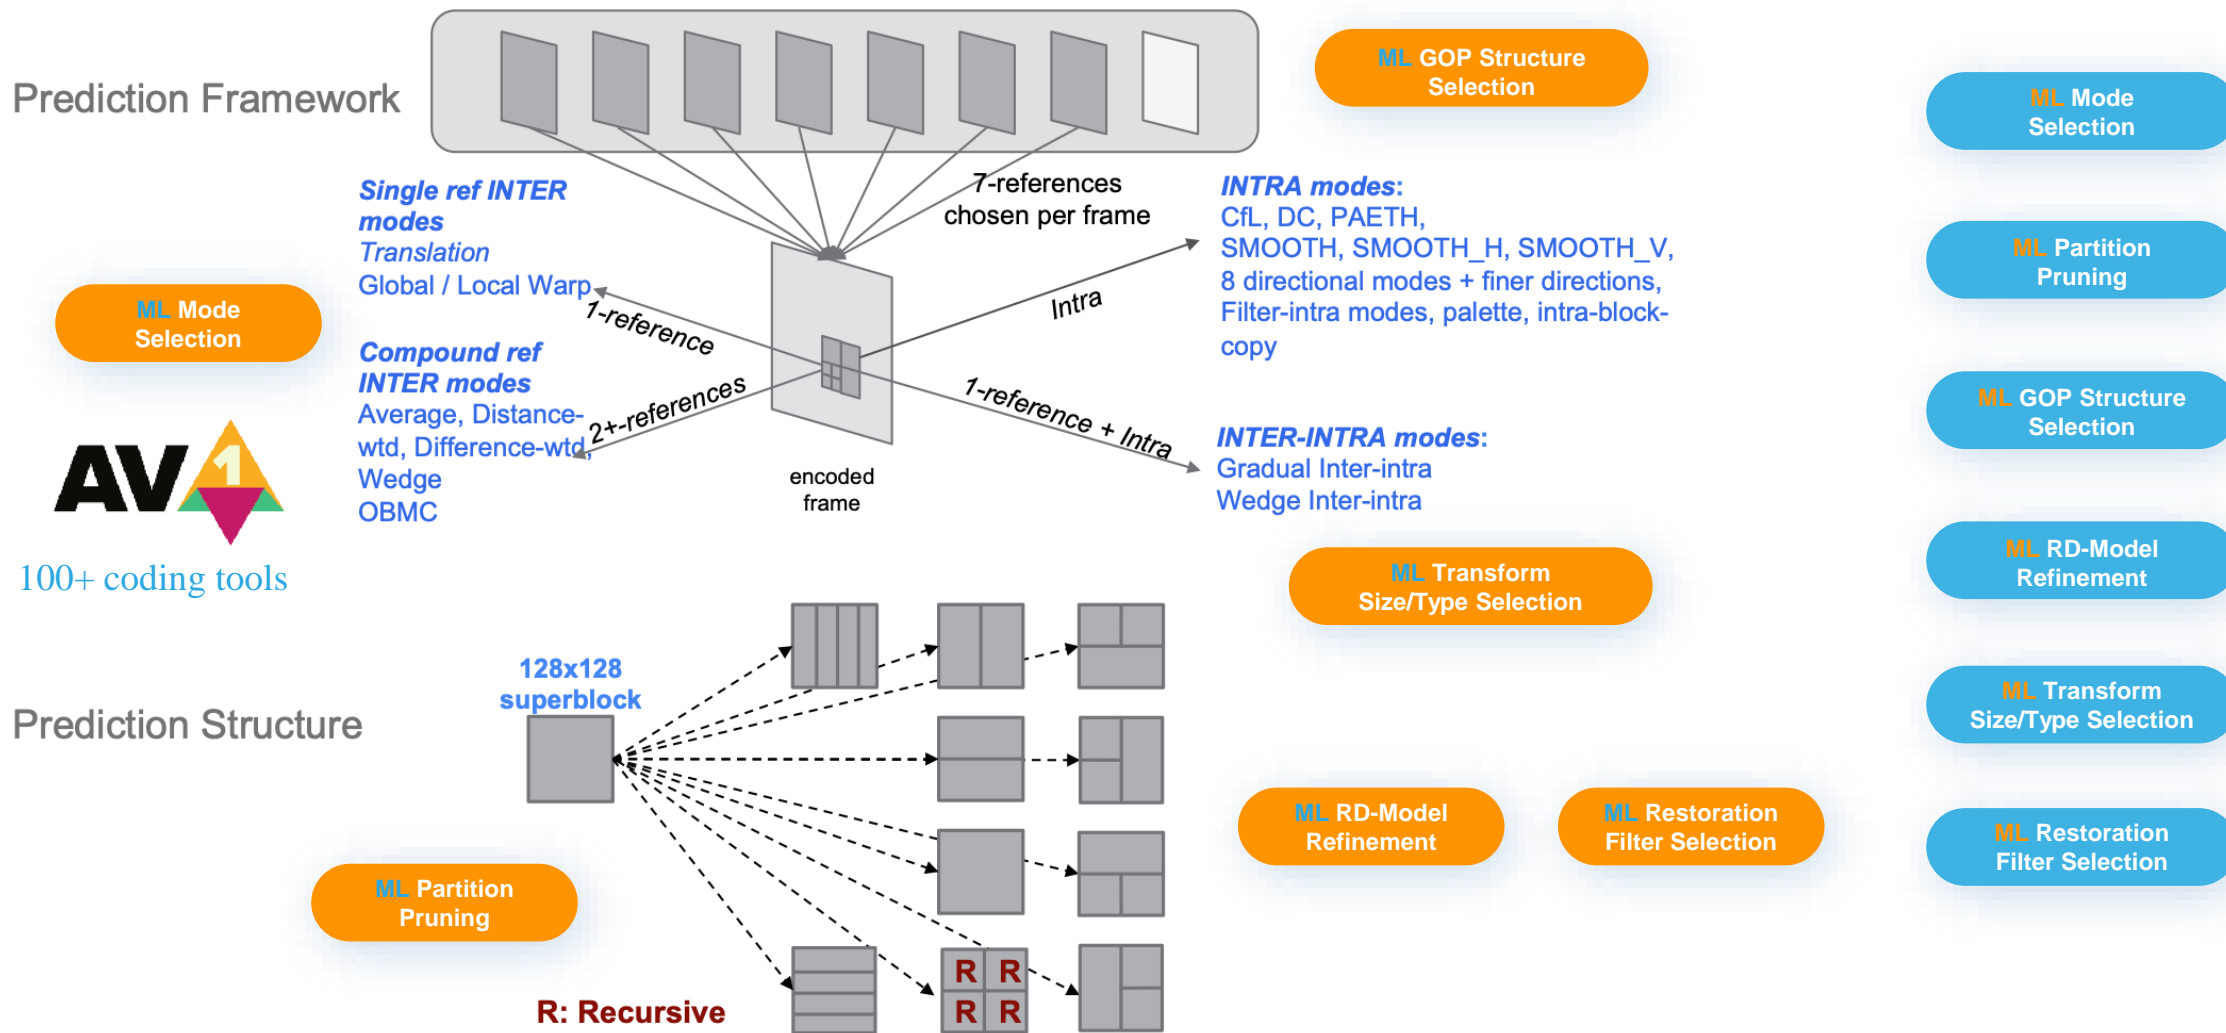 Prediction Framework
ML GOP Structure
Selection
7-references
chosen per frame
Single ref INTER
modes
Translation
Global / Local Warp
1-reference
ML Mode
Selection
Compound ref
INTER modes
Average, Distance-
wtd, Difference-wtd,
Wedge
OBMC
2+-references
INTRA modes:
CfL, DC, PAETH,
SMOOTH, SMOOTH_H, SMOOTH_V,
8 directional modes + finer directions,
Filter-intra modes, palette, intra-block-
copy
Intra
1-reference + Intra
INTER-INTRA modes:
Gradual Inter-intra
Wedge Inter-intra
encoded
frame
AV1
100+ coding tools
ML Transform
Size/Type Selection
Prediction Structure
128x128
superblock
ML Partition
Pruning
R R
R R
R: Recursive
ML RD-Model
Refinement
ML Restoration
Filter Selection
ML Mode
Selection
ML Partition
Pruning
ML GOP Structure
Selection
ML RD-Model
Refinement
ML Transform
Size/Type Selection
ML Restoration
Filter Selection